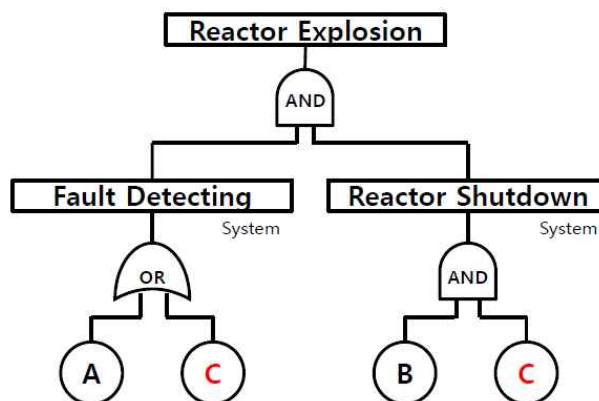 Reactor Explosion
AND
Fault Detecting
Reactor Shutdown
System
System
OR
AND
A
C
B
C